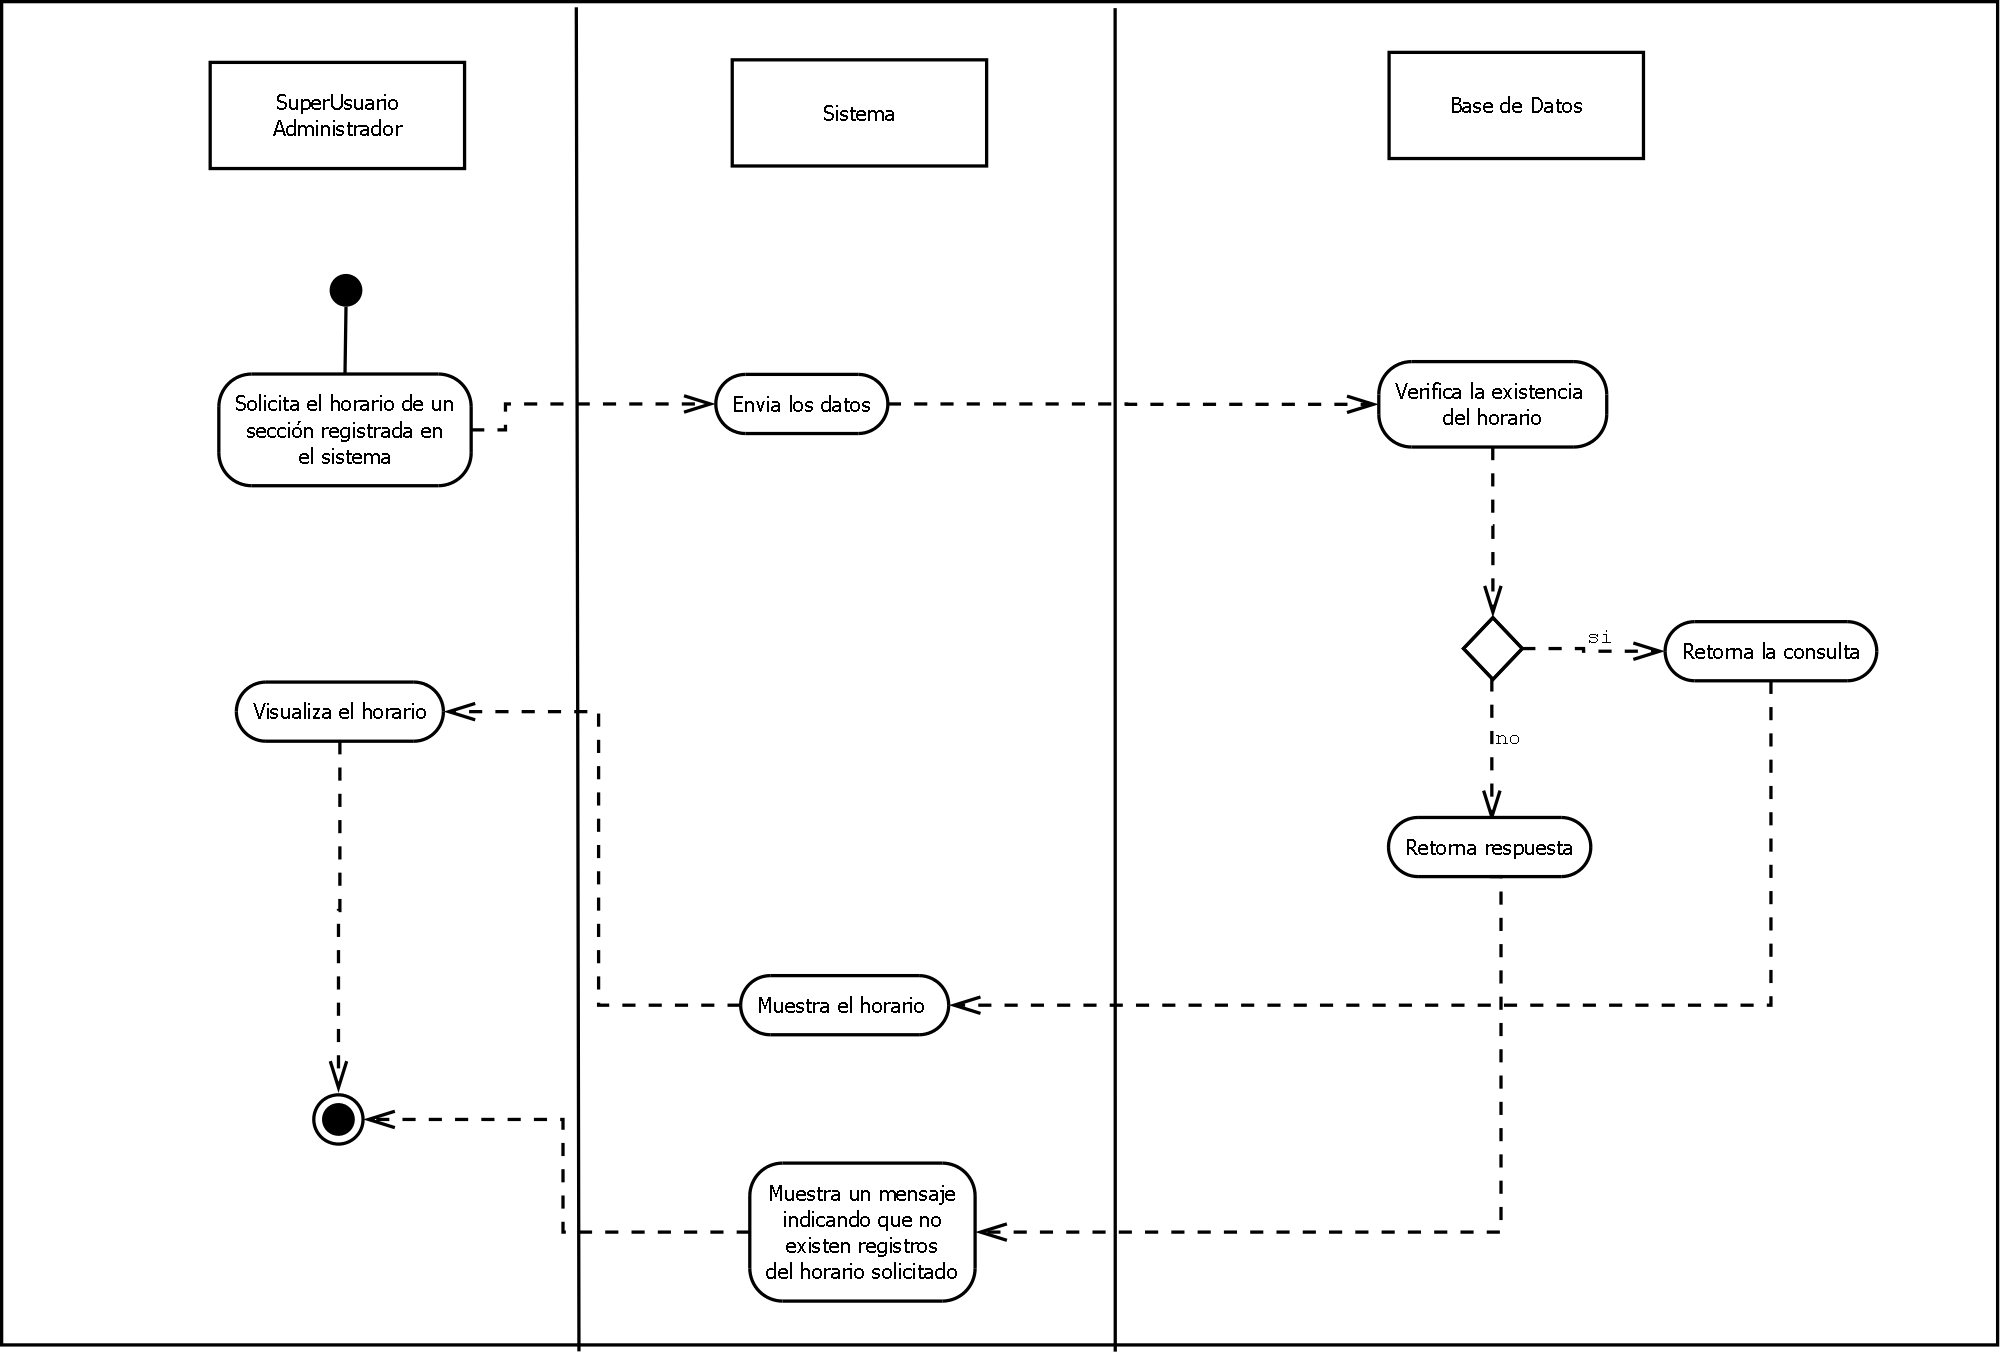 SuperUsuario
Administrador
Sistema
Base de Datos
Solicita el horario de un
sección registrada en
el sistema
Envia los datos
Verifica la existencia
del horario
si
Retorna la consulta
Visualiza el horario
no
Retorna respuesta
Muestra el horario
Muestra un mensaje
indicando que no
existen registros
del horario solicitado